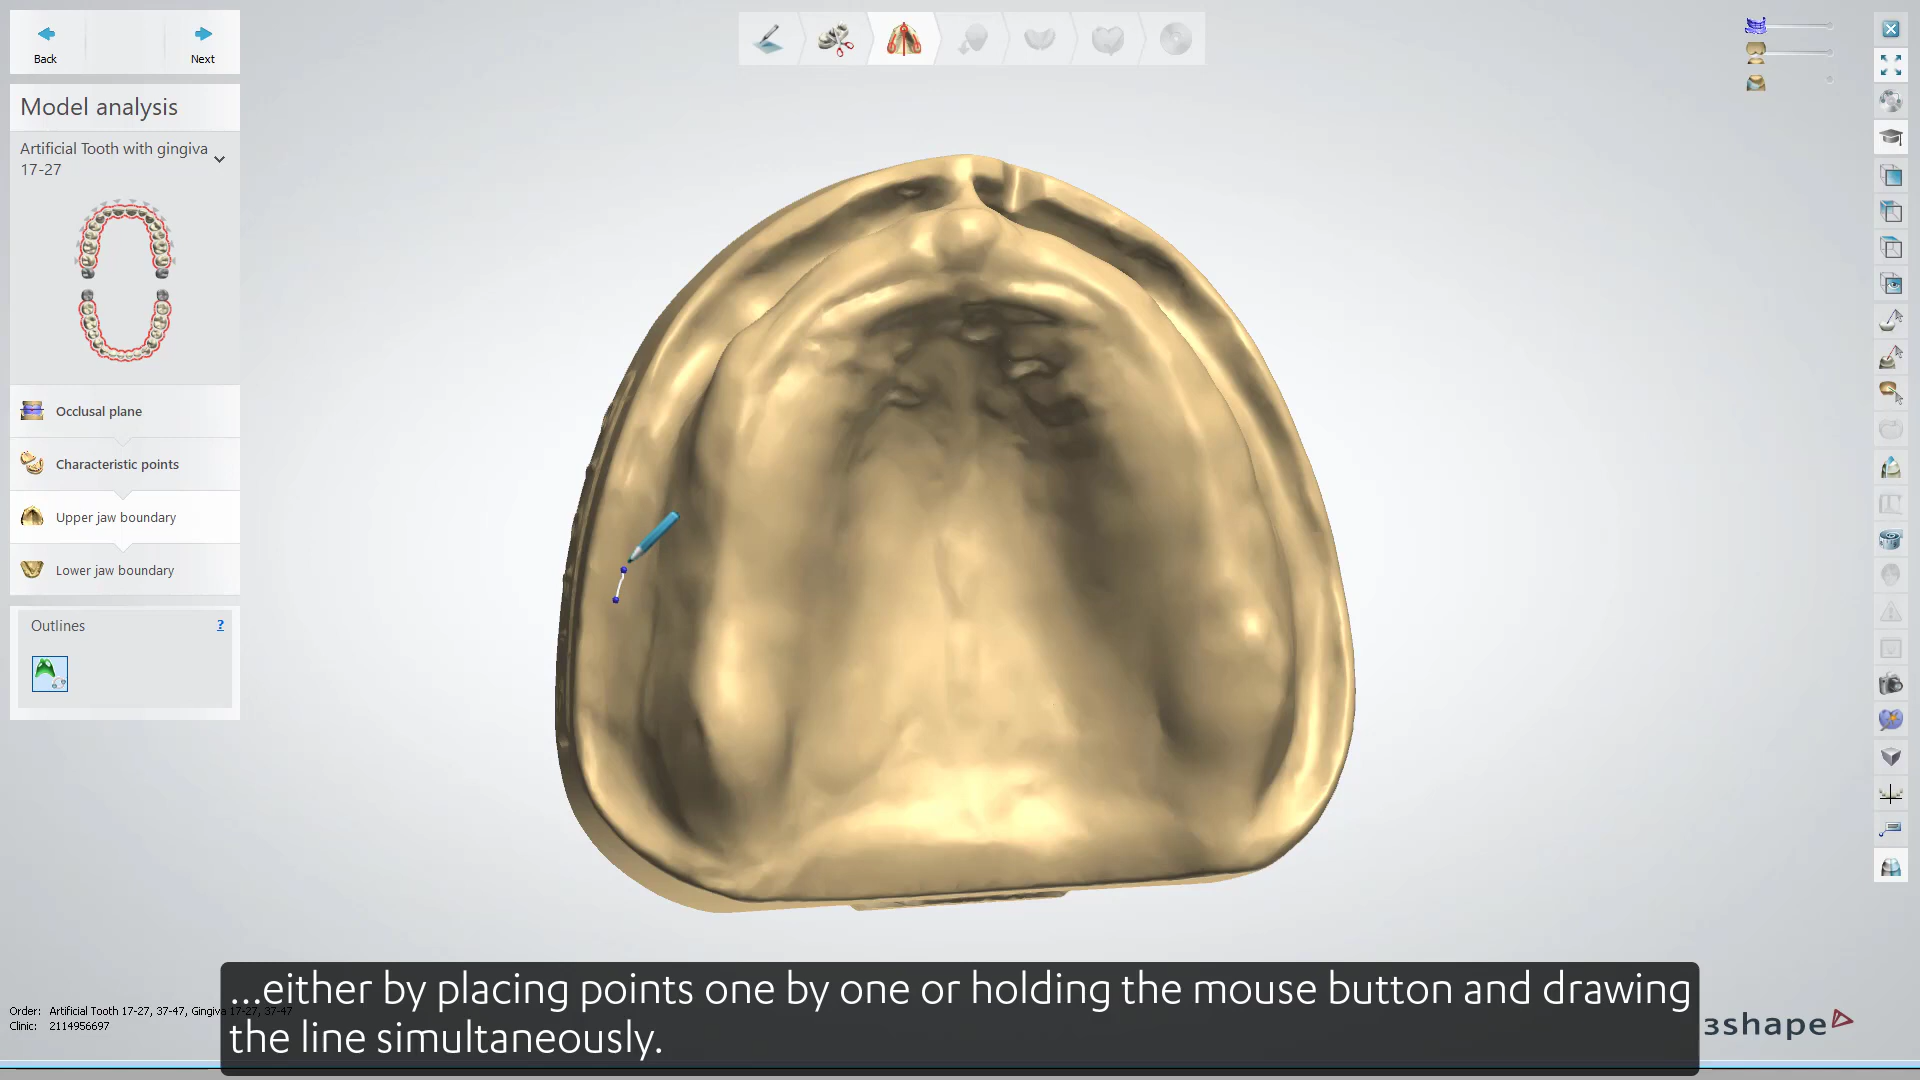 Back
Next
Model analysis
Artificial Tooth with gingiva
17-27
Occlusal plane
Characteristic points
Upper jaw boundary
Lower jaw boundary
Outlines
?
...either by placing points one by one or holding the mouse button and drawing
the line simultaneously.
Order: Artificial Tooth 17-27, 37-47, Gingiva 17-27, 37-47
Clinic: 2114956697
3shape